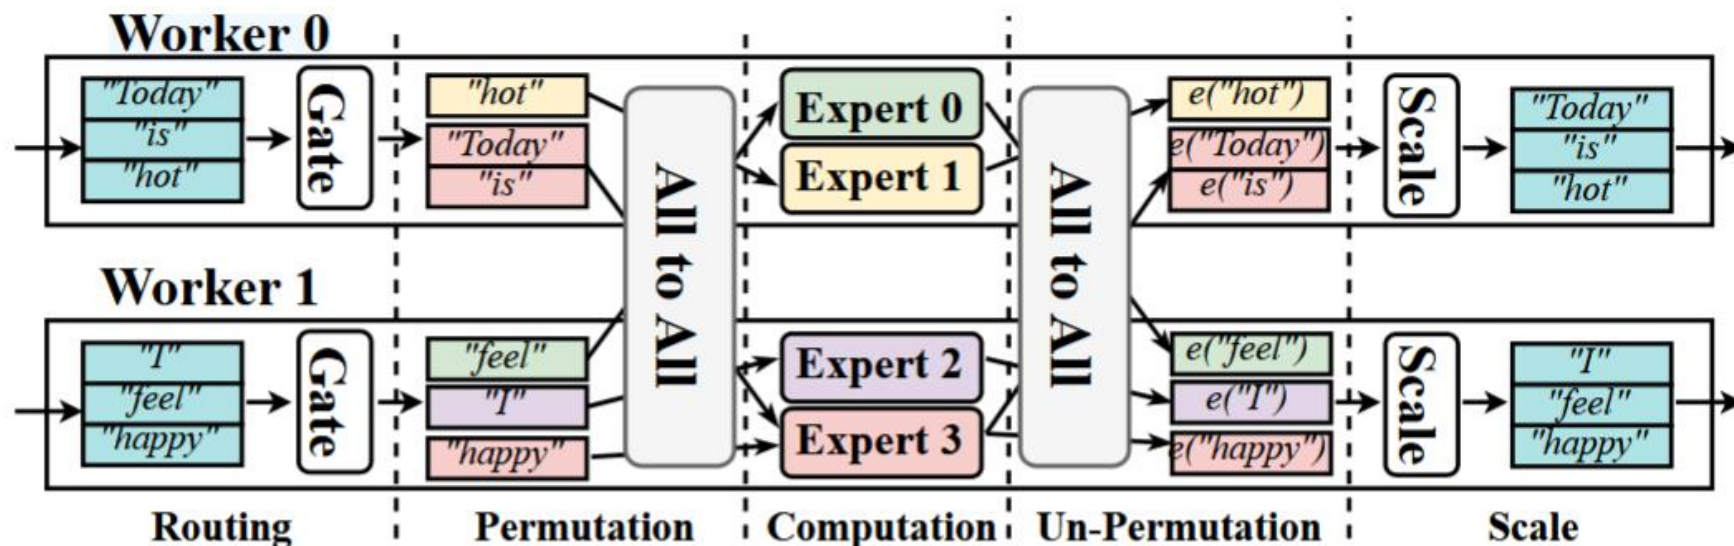 Worker 0
"Today"
"is"
"hot"
Gate
"hot"
"Today"
"is"
All to All
Expert 0
Expert 1
All to All
e("hot")
e("Today")
e("is")
Scale
"Today"
"is"
"hot"
Worker 1
"I"
"feel"
"happy"
Gate
"feel"
"I"
"happy"
Expert 2
Expert 3
e("feel")
e("I")
e("happy")
Scale
"I"
"feel"
"happy"
Routing
Permutation
Computation
Un-Permutation
Scale